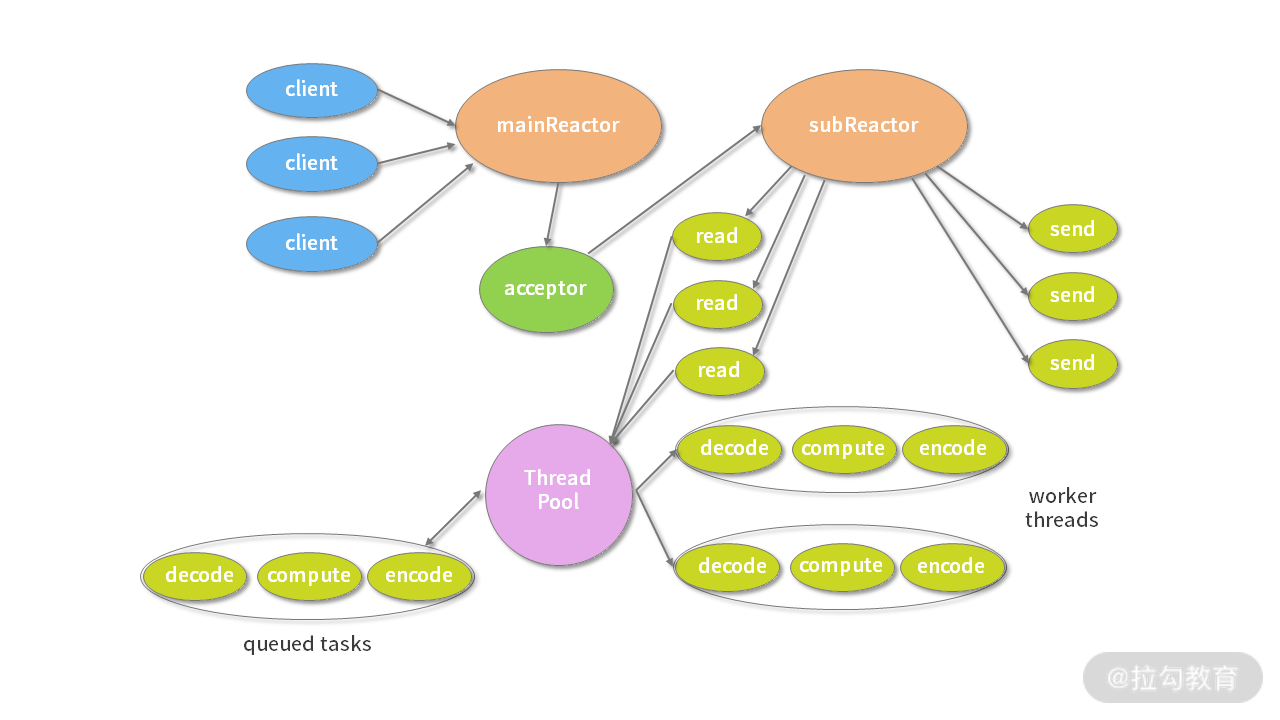 client
mainReactor
subReactor
client
client
read
send
acceptor
read
send
read
send
decode
compute
encode
Thread
Pool
worker
threads
decode
compute
encode
decode
compute
encode
queued tasks
@拉勾教育